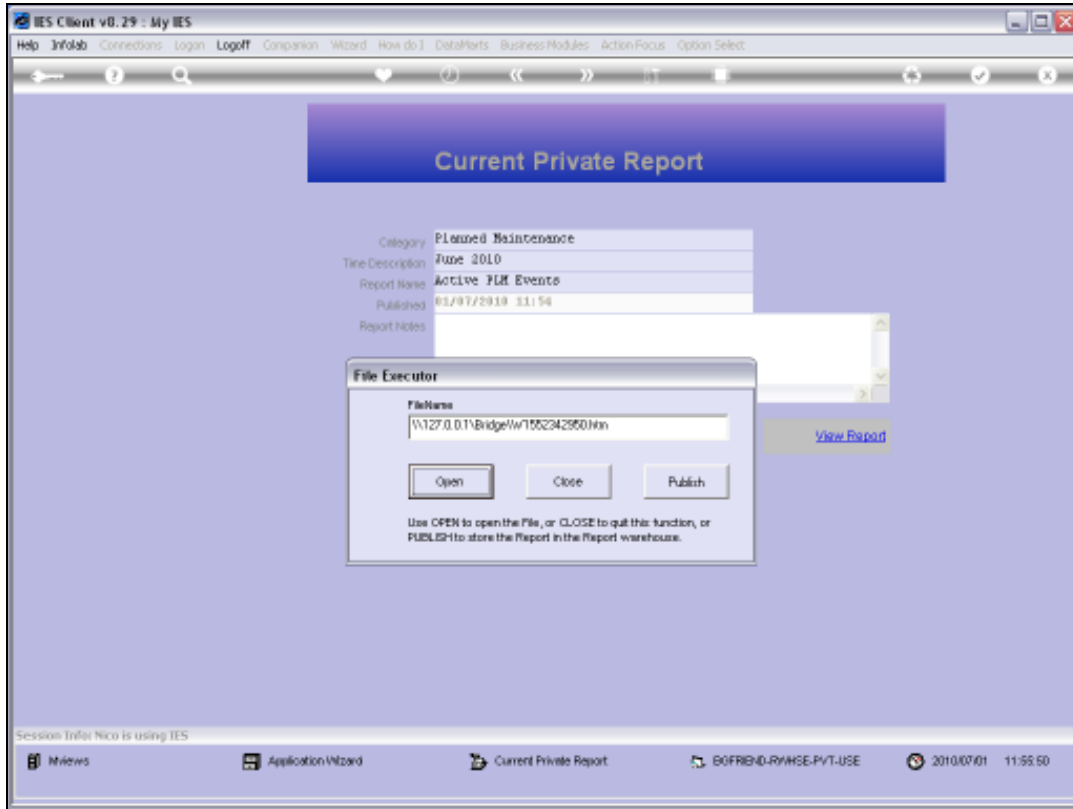 IES Client v8.29 : My IES
Help Infolab Connections Logon Logoff Companion Wizard How do I DataMarts Business Modules Action Focus Option Select
Current Private Report
Category Planned Maintenance
Time Description June 2010
Report Name Active PLM Events
Published 01/07/2010 11:54
Report Notes
File Executor
FileName
\\127.0.0.1\Bridge\IW1552342950.htm
View Report
Open Close Publish
Use OPEN to open the File, or CLOSE to quit this function, or
PUBLISH to store the Report in the Report warehouse.
Session Info: Nico is using IES
Mviews Application Wizard Current Private Report BGFRIEND-RWHSE-PVT-USE 2010/07/01 11:55:50